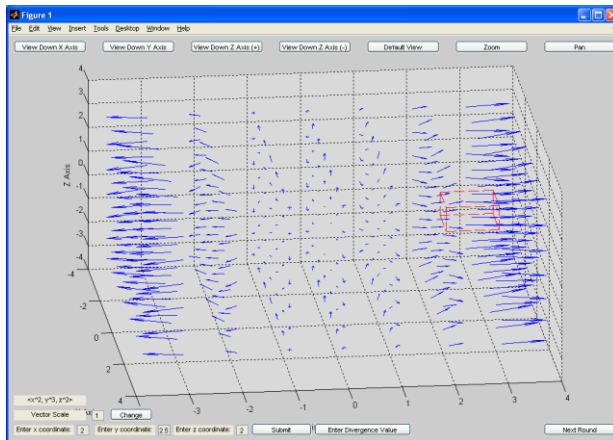 Figure 1
File Edit View Insert Tools Desktop Window Help
View Down X Axis View Down Y Axis View Down Z Axis (+) View Down Z Axis (-) Default View Zoom Pan
4
3
2
1
0
-1
-2
-3
-4
Z Axis
-4
-2
0
2
4
-3 -2 -1 0 1 2 3 4
<x^2, y^3, z^2>
Vector Scale 1 Change
Enter x coordinate: 2 Enter y coordinate: 2.5 Enter z coordinate: 2 Submit Enter Divergence Value Next Round